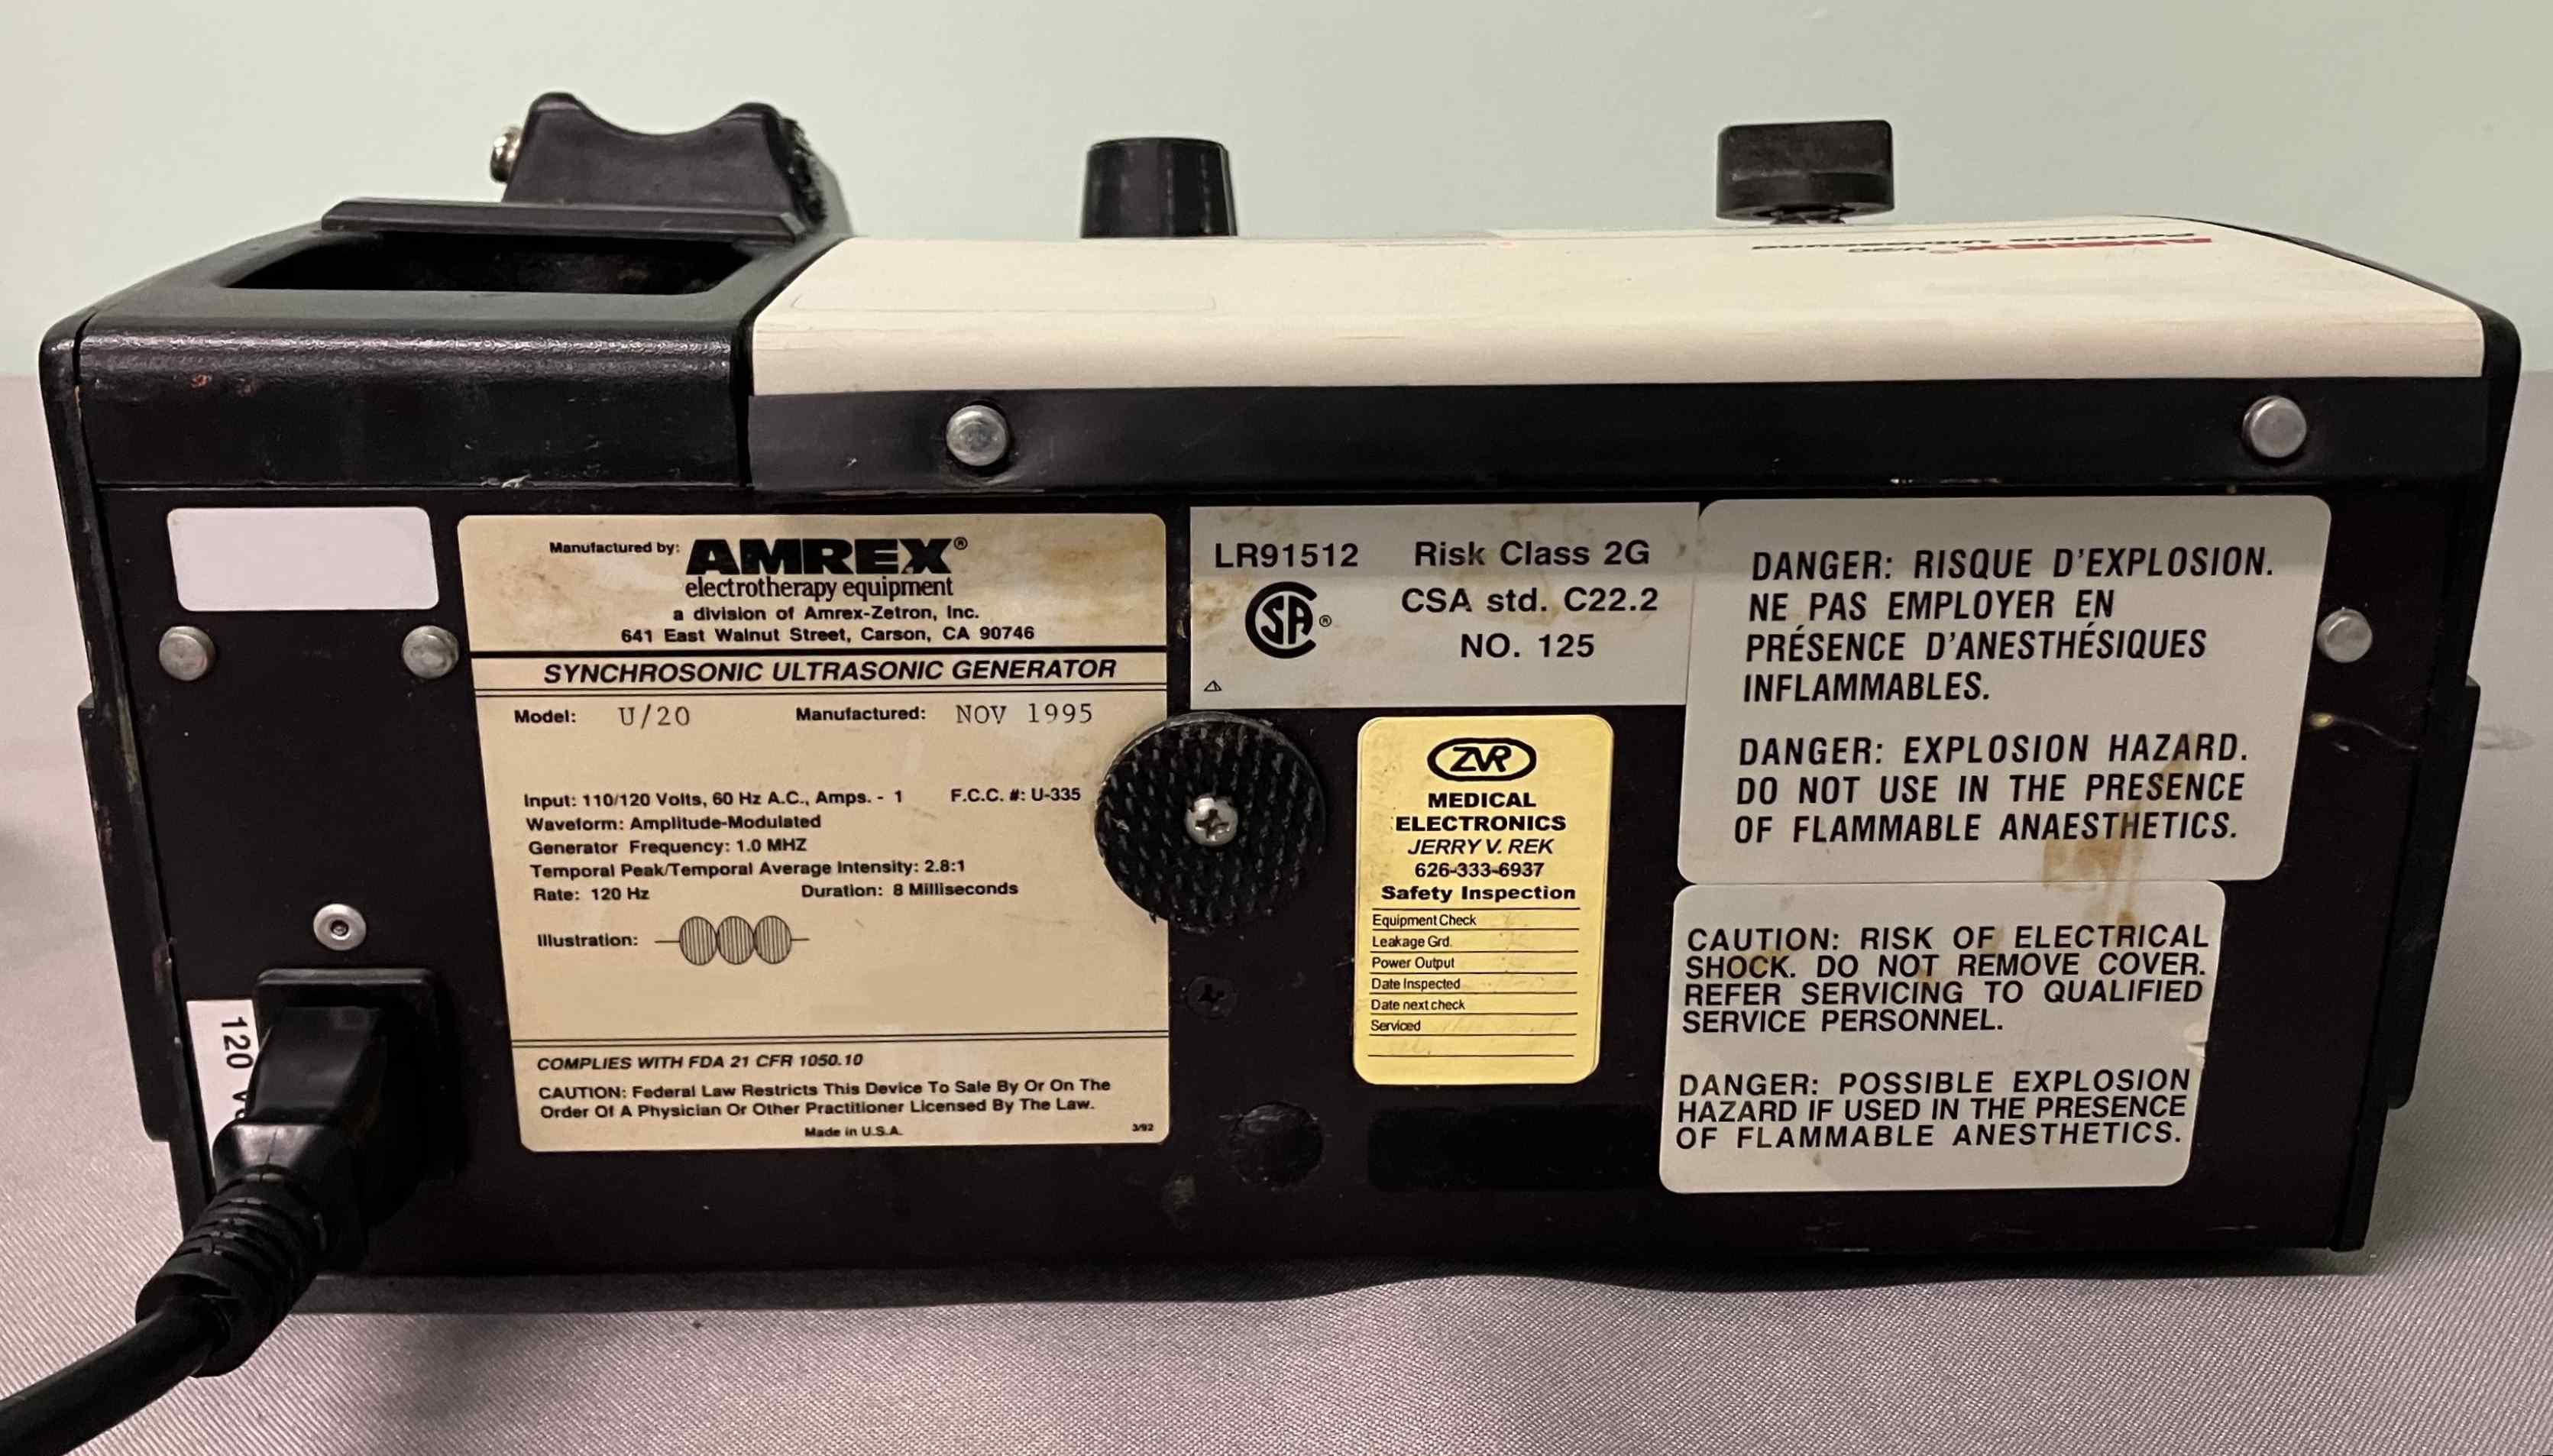 AMREX® U20
Portable Ultrasound
Manufactured by: AMREX®
electrotherapy equipment
a division of Amrex-Zetron, Inc.
641 East Walnut Street, Carson, CA 90746
SYNCHROSONIC ULTRASONIC GENERATOR
Model: U/20 Manufactured: NOV 1995
Input: 110/120 Volts, 60 Hz A.C., Amps. - 1 F.C.C. #: U-335
Waveform: Amplitude-Modulated
Generator Frequency: 1.0 MHZ
Temporal Peak/Temporal Average Intensity: 2.8:1
Rate: 120 Hz Duration: 8 Milliseconds
Illustration:
COMPLIES WITH FDA 21 CFR 1050.10
CAUTION: Federal Law Restricts This Device To Sale By Or On The
Order Of A Physician Or Other Practitioner Licensed By The Law.
Made in U.S.A. 3/92
120
LR91512 Risk Class 2G
CSA std. C22.2
NO. 125
SA®
ZVR
MEDICAL
ELECTRONICS
JERRY V. REK
626-333-6937
Safety Inspection
Equipment Check
Leakage Grd.
Power Output
Date Inspected
Date next check
Serviced
DANGER: RISQUE D'EXPLOSION.
NE PAS EMPLOYER EN
PRÉSENCE D'ANESTHÉSIQUES
INFLAMMABLES.
DANGER: EXPLOSION HAZARD.
DO NOT USE IN THE PRESENCE
OF FLAMMABLE ANAESTHETICS.
CAUTION: RISK OF ELECTRICAL
SHOCK. DO NOT REMOVE COVER.
REFER SERVICING TO QUALIFIED
SERVICE PERSONNEL.
DANGER: POSSIBLE EXPLOSION
HAZARD IF USED IN THE PRESENCE
OF FLAMMABLE ANESTHETICS.